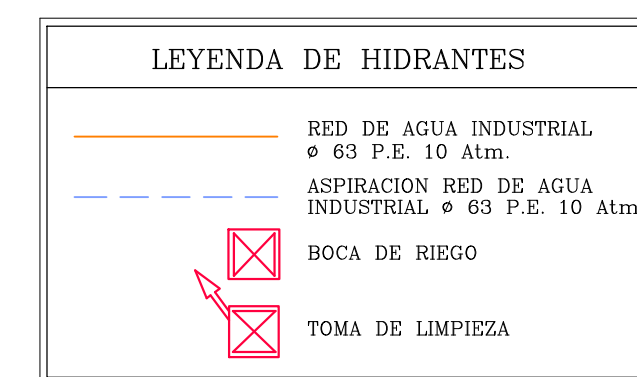 LEYENDA DE HIDRANTES
RED DE AGUA INDUSTRIAL
ø 63 P.E. 10 Atm.
ASPIRACION RED DE AGUA
INDUSTRIAL ø 63 P.E. 10 Atm
BOCA DE RIEGO
TOMA DE LIMPIEZA